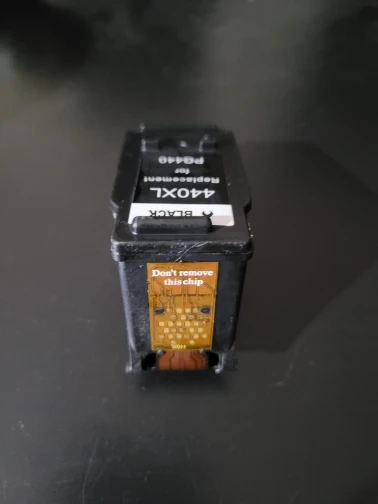 440XL
Replacement
for
PG440
BLACK
Don't remove
this chip